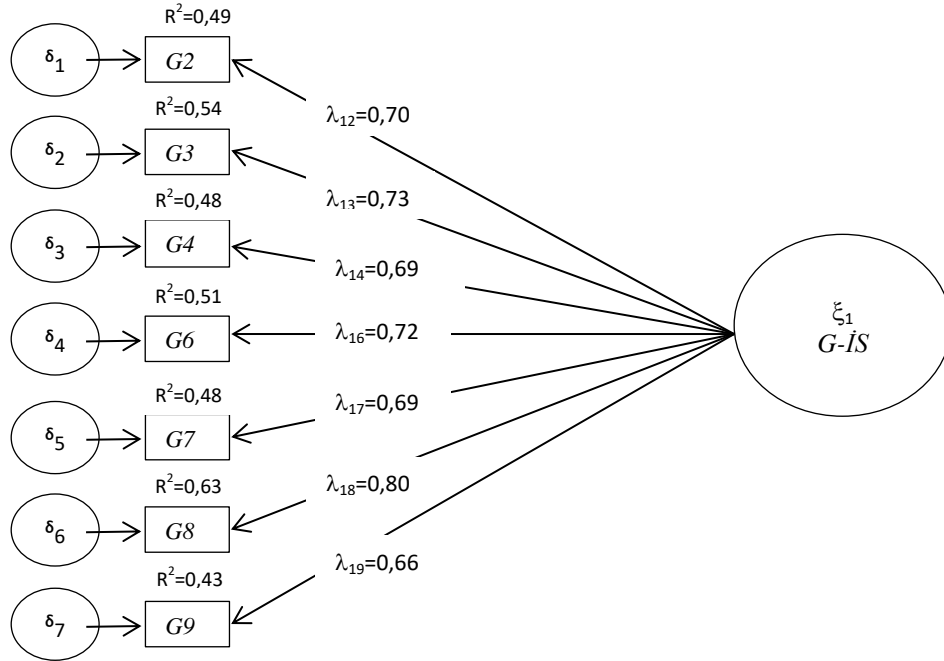 R²=0,49
δ₁
G2
λ₁₂=0,70
R²=0,54
δ₂
G3
λ₁₃=0,73
R²=0,48
δ₃
G4
λ₁₄=0,69
R²=0,51
δ₄
G6
λ₁₆=0,72
ξ₁
G-İS
R²=0,48
δ₅
G7
λ₁₇=0,69
R²=0,63
δ₆
G8
λ₁₈=0,80
R²=0,43
δ₇
G9
λ₁₉=0,66